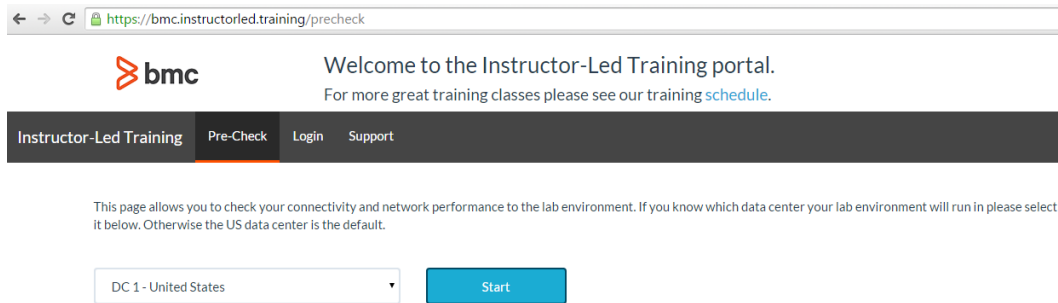 https://bmc.instructorled.training/precheck
bmc
Welcome to the Instructor-Led Training portal.
For more great training classes please see our training schedule.
Instructor-Led Training Pre-Check Login Support
This page allows you to check your connectivity and network performance to the lab environment. If you know which data center your lab environment will run in please select
it below. Otherwise the US data center is the default.
DC 1 - United States Start